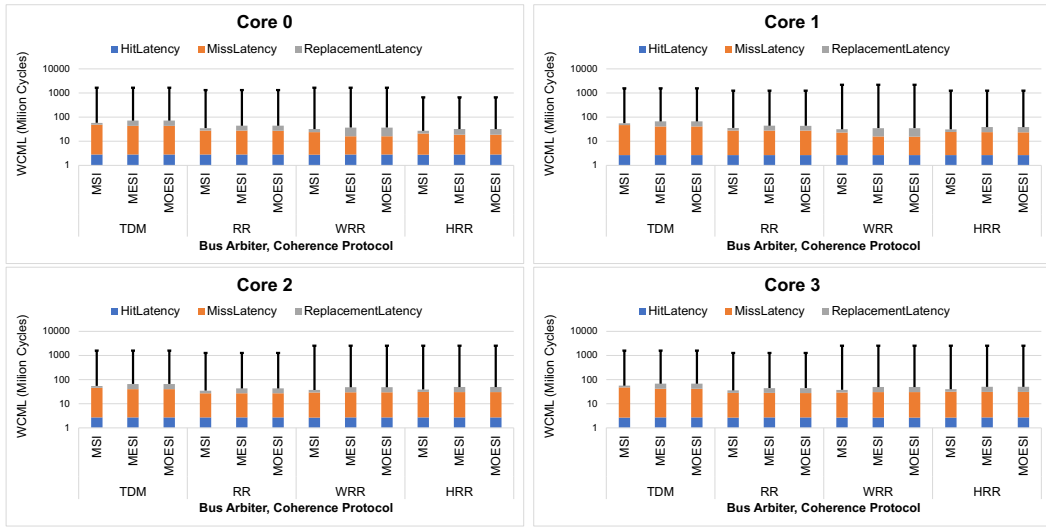 Core 0
HitLatency MissLatency ReplacementLatency
WCML (Milion Cycles)
10000
1000
100
10
1
MSI MESI MOESI MSI MESI MOESI MSI MESI MOESI MSI MESI MOESI
TDM RR WRR HRR
Bus Arbiter, Coherence Protocol
Core 1
HitLatency MissLatency ReplacementLatency
WCML (Milion Cycles)
10000
1000
100
10
1
MSI MESI MOESI MSI MESI MOESI MSI MESI MOESI MSI MESI MOESI
TDM RR WRR HRR
Bus Arbiter, Coherence Protocol
Core 2
HitLatency MissLatency ReplacementLatency
WCML (Milion Cycles)
10000
1000
100
10
1
MSI MESI MOESI MSI MESI MOESI MSI MESI MOESI MSI MESI MOESI
TDM RR WRR HRR
Bus Arbiter, Coherence Protocol
Core 3
HitLatency MissLatency ReplacementLatency
WCML (Milion Cycles)
10000
1000
100
10
1
MSI MESI MOESI MSI MESI MOESI MSI MESI MOESI MSI MESI MOESI
TDM RR WRR HRR
Bus Arbiter, Coherence Protocol